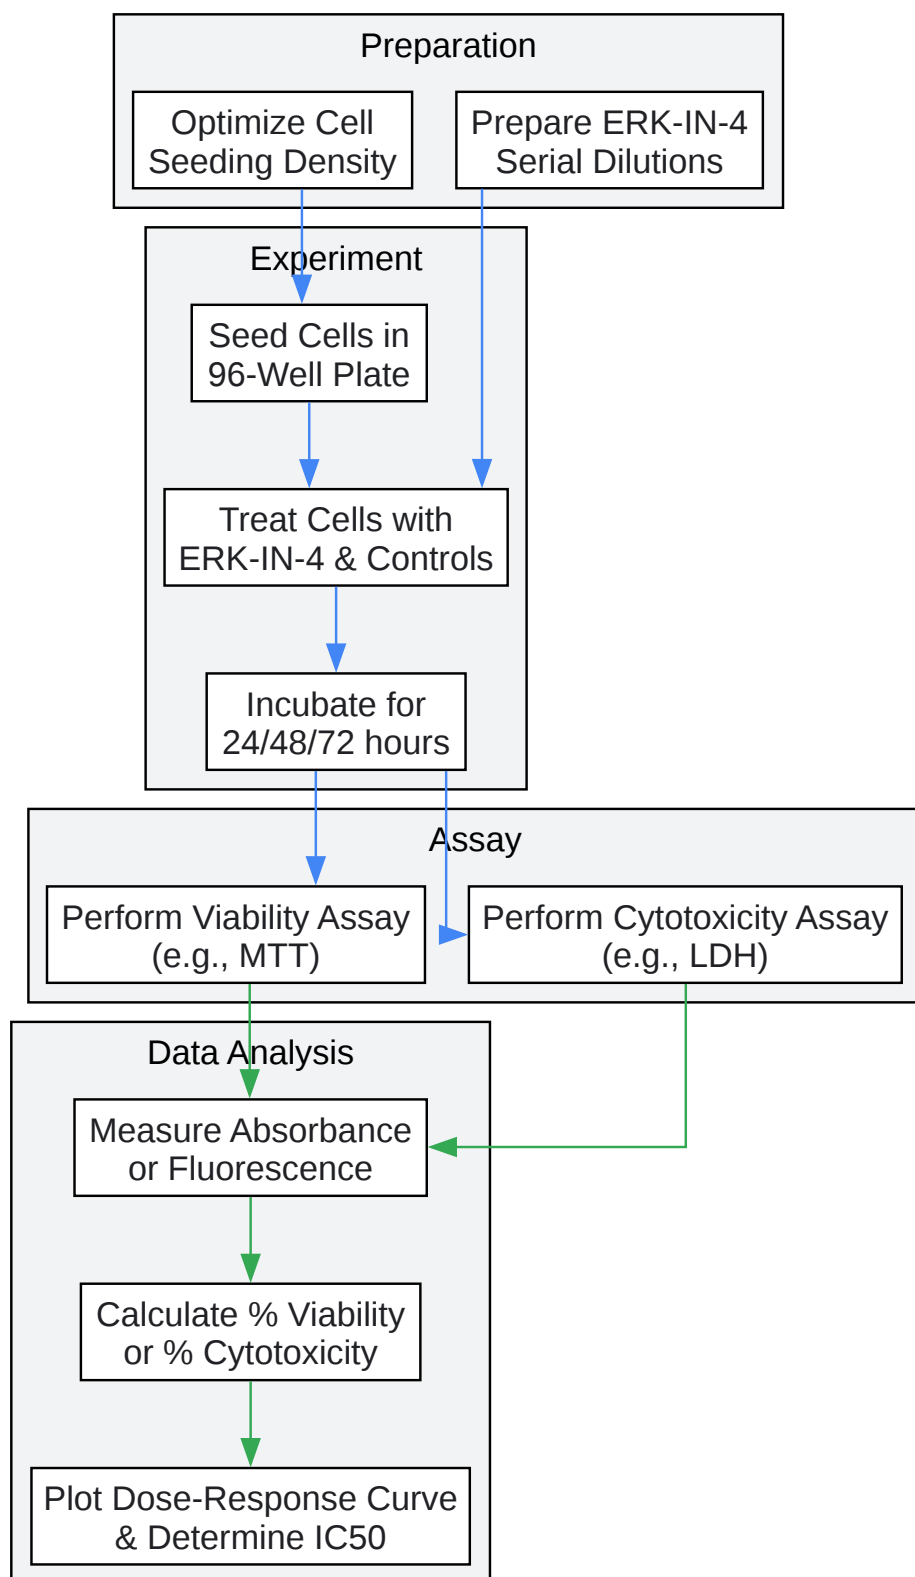 Preparation
Optimize Cell
Seeding Density
Prepare ERK-IN-4
Serial Dilutions
Experiment
Seed Cells in
96-Well Plate
Treat Cells with
ERK-IN-4 & Controls
Incubate for
24/48/72 hours
Assay
Perform Viability Assay
(e.g., MTT)
Perform Cytotoxicity Assay
(e.g., LDH)
Data Analysis
Measure Absorbance
or Fluorescence
Calculate % Viability
or % Cytotoxicity
Plot Dose-Response Curve
& Determine IC50